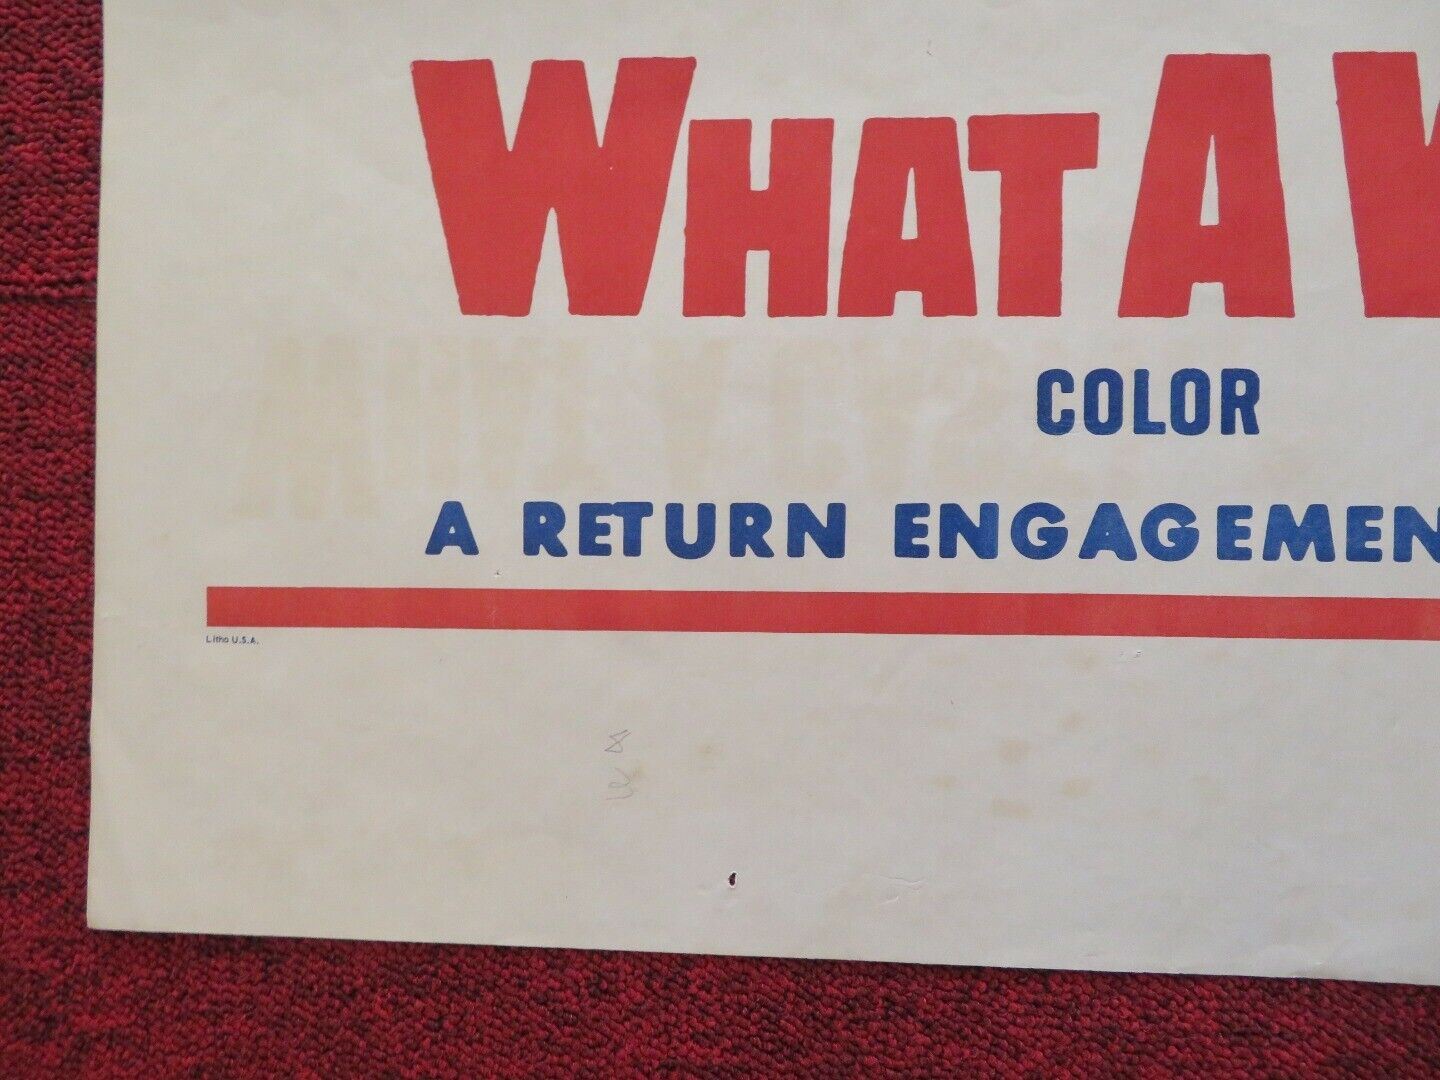 WHAT A
COLOR
A RETURN ENGAGEMEN
Litho U.S.A.